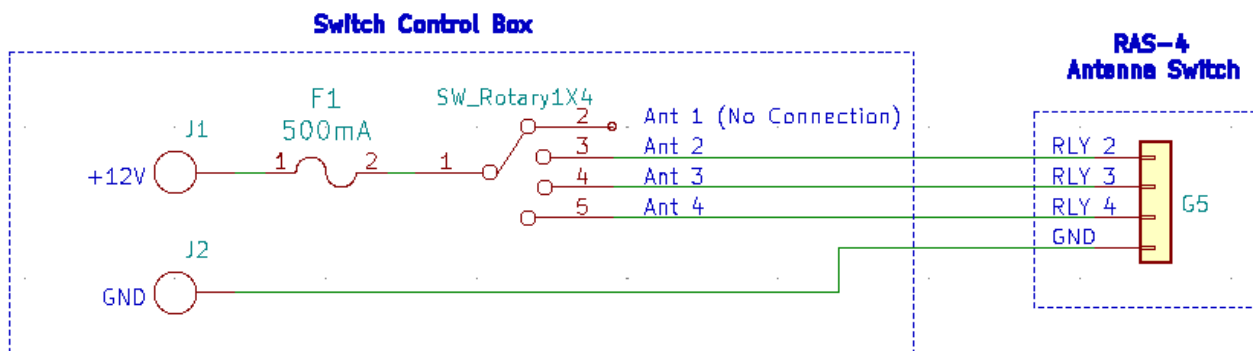 Switch Control Box
RAS-4
Antenna Switch
F1
500mA
SW_Rotary1X4
J1
+12V
1
2
1
2
Ant 1 (No Connection)
3
Ant 2
RLY 2
4
Ant 3
RLY 3
5
Ant 4
RLY 4
G5
GND
J2
GND